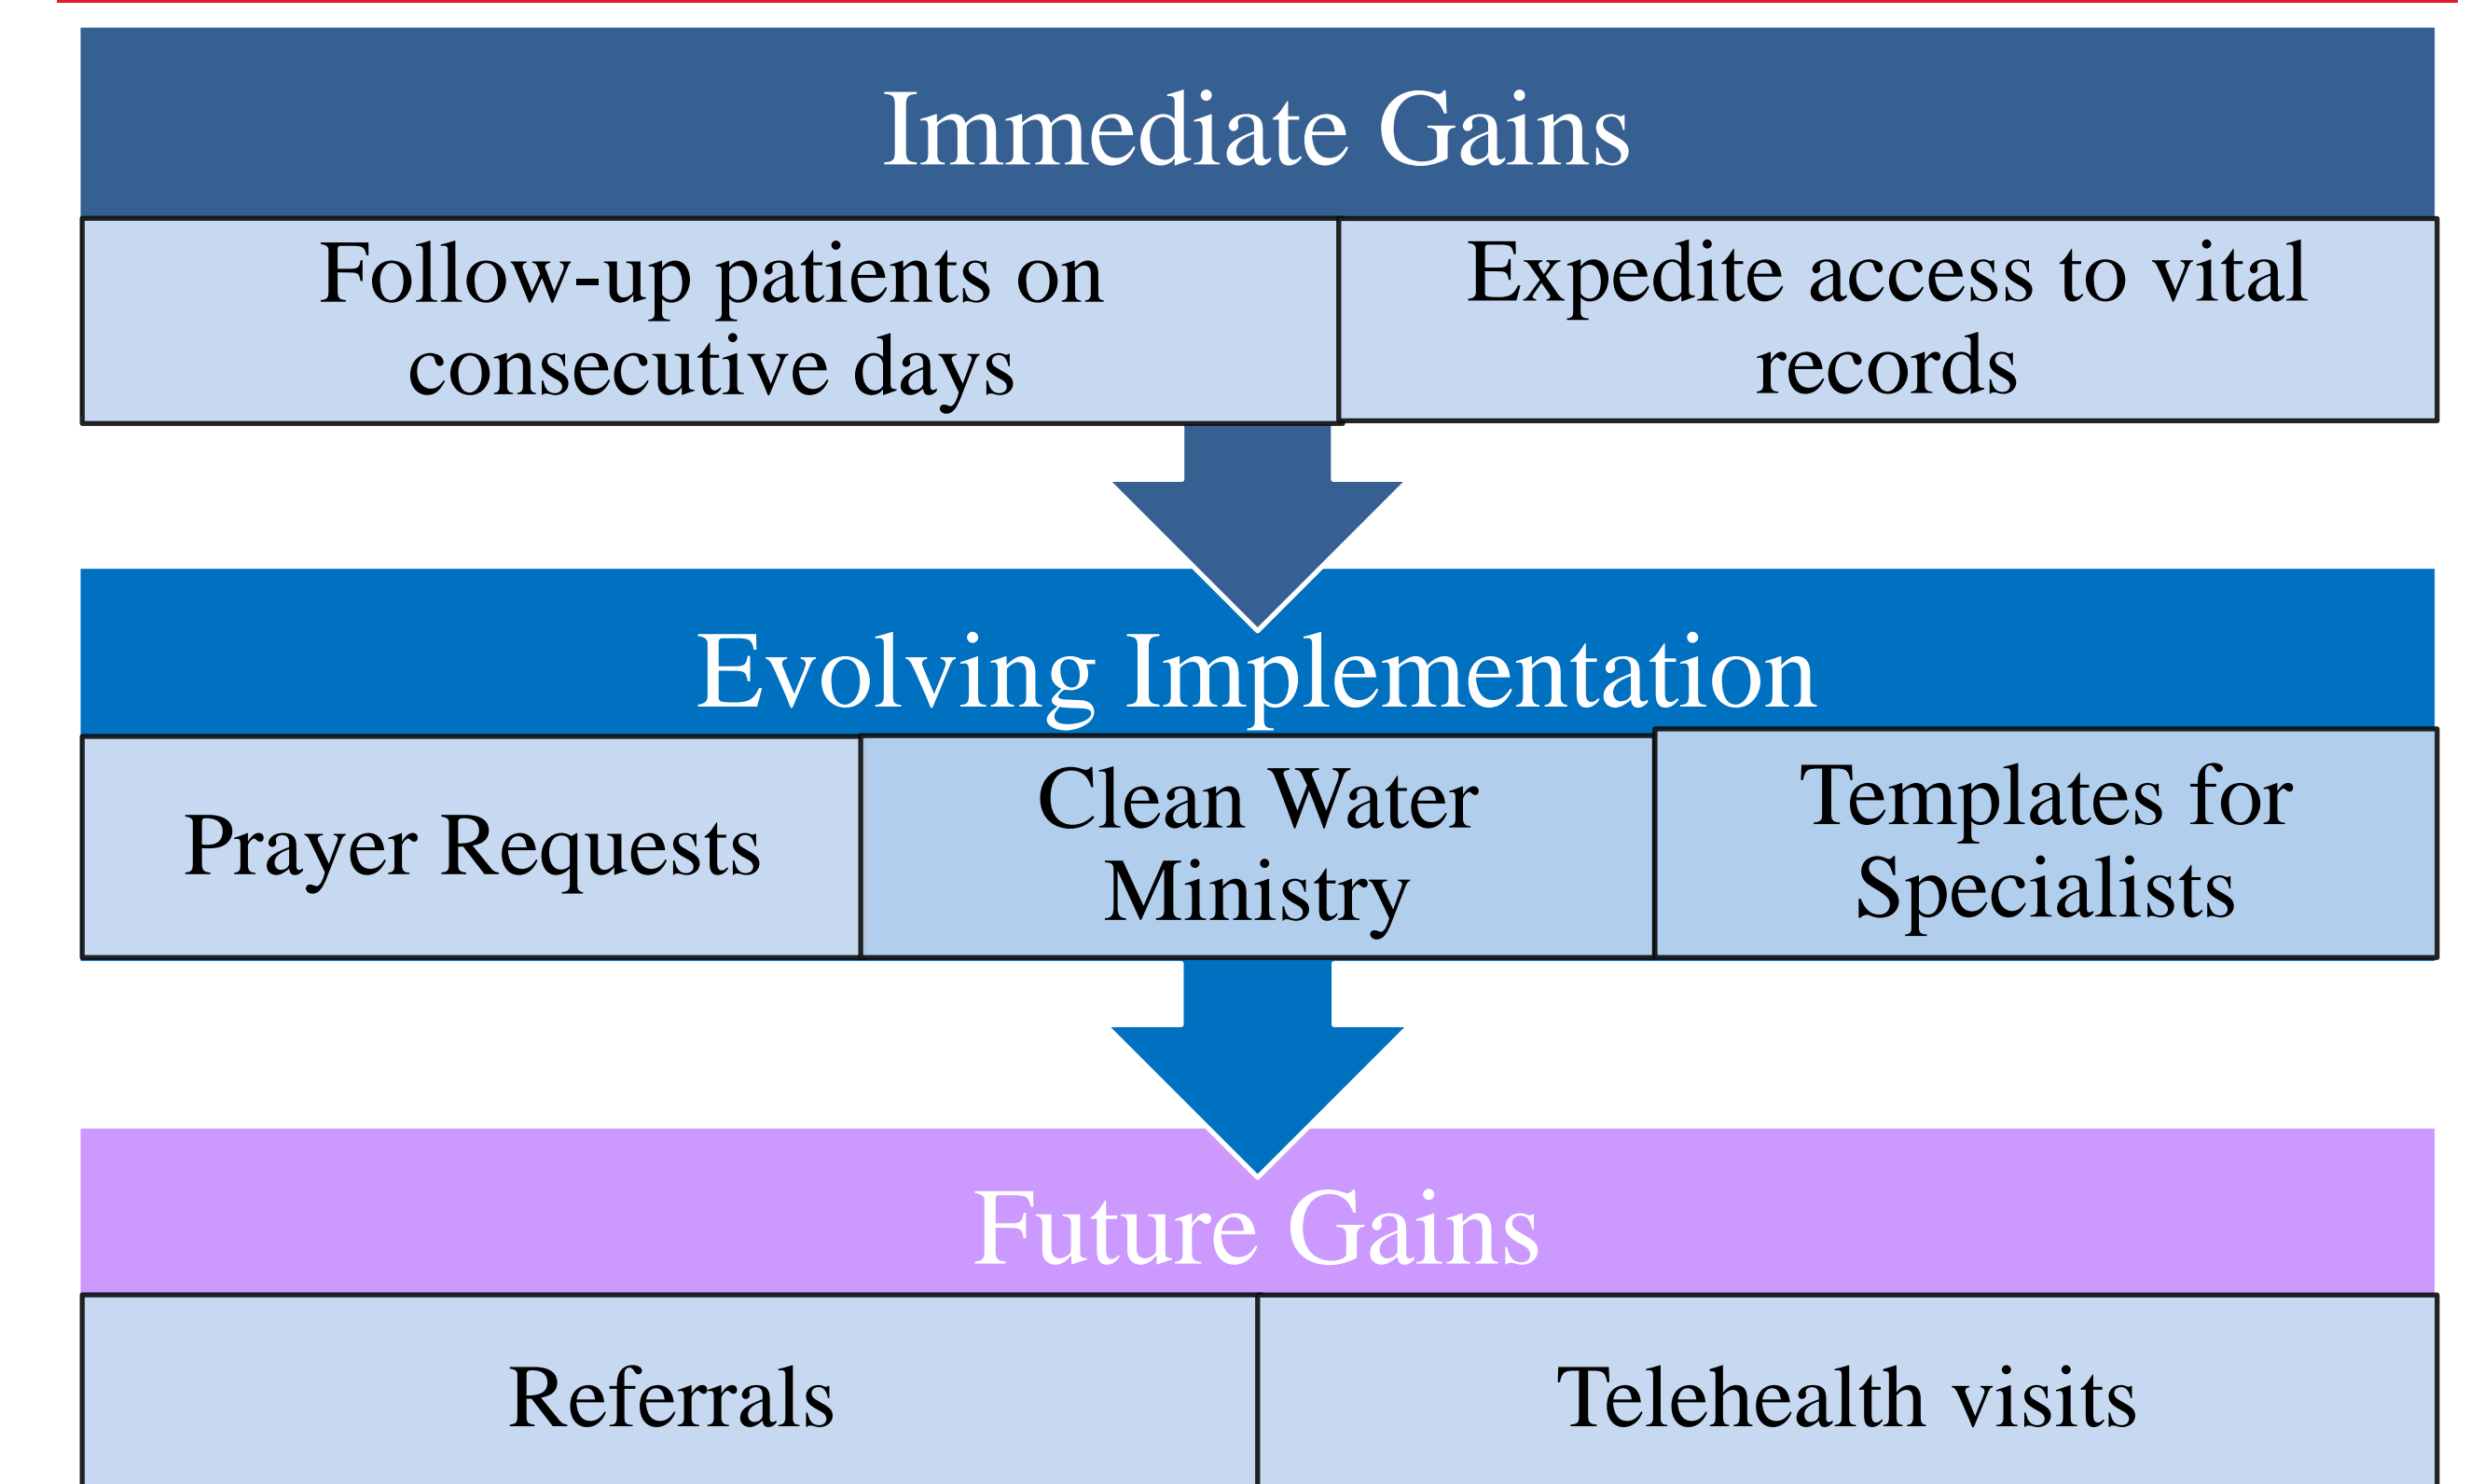 Immediate Gains
Follow-up patients on
consecutive days
Expedite access to vital
records
Evolving Implementation
Prayer Requests
Clean Water
Ministry
Templates for
Specialists
Future Gains
Referrals
Telehealth visits